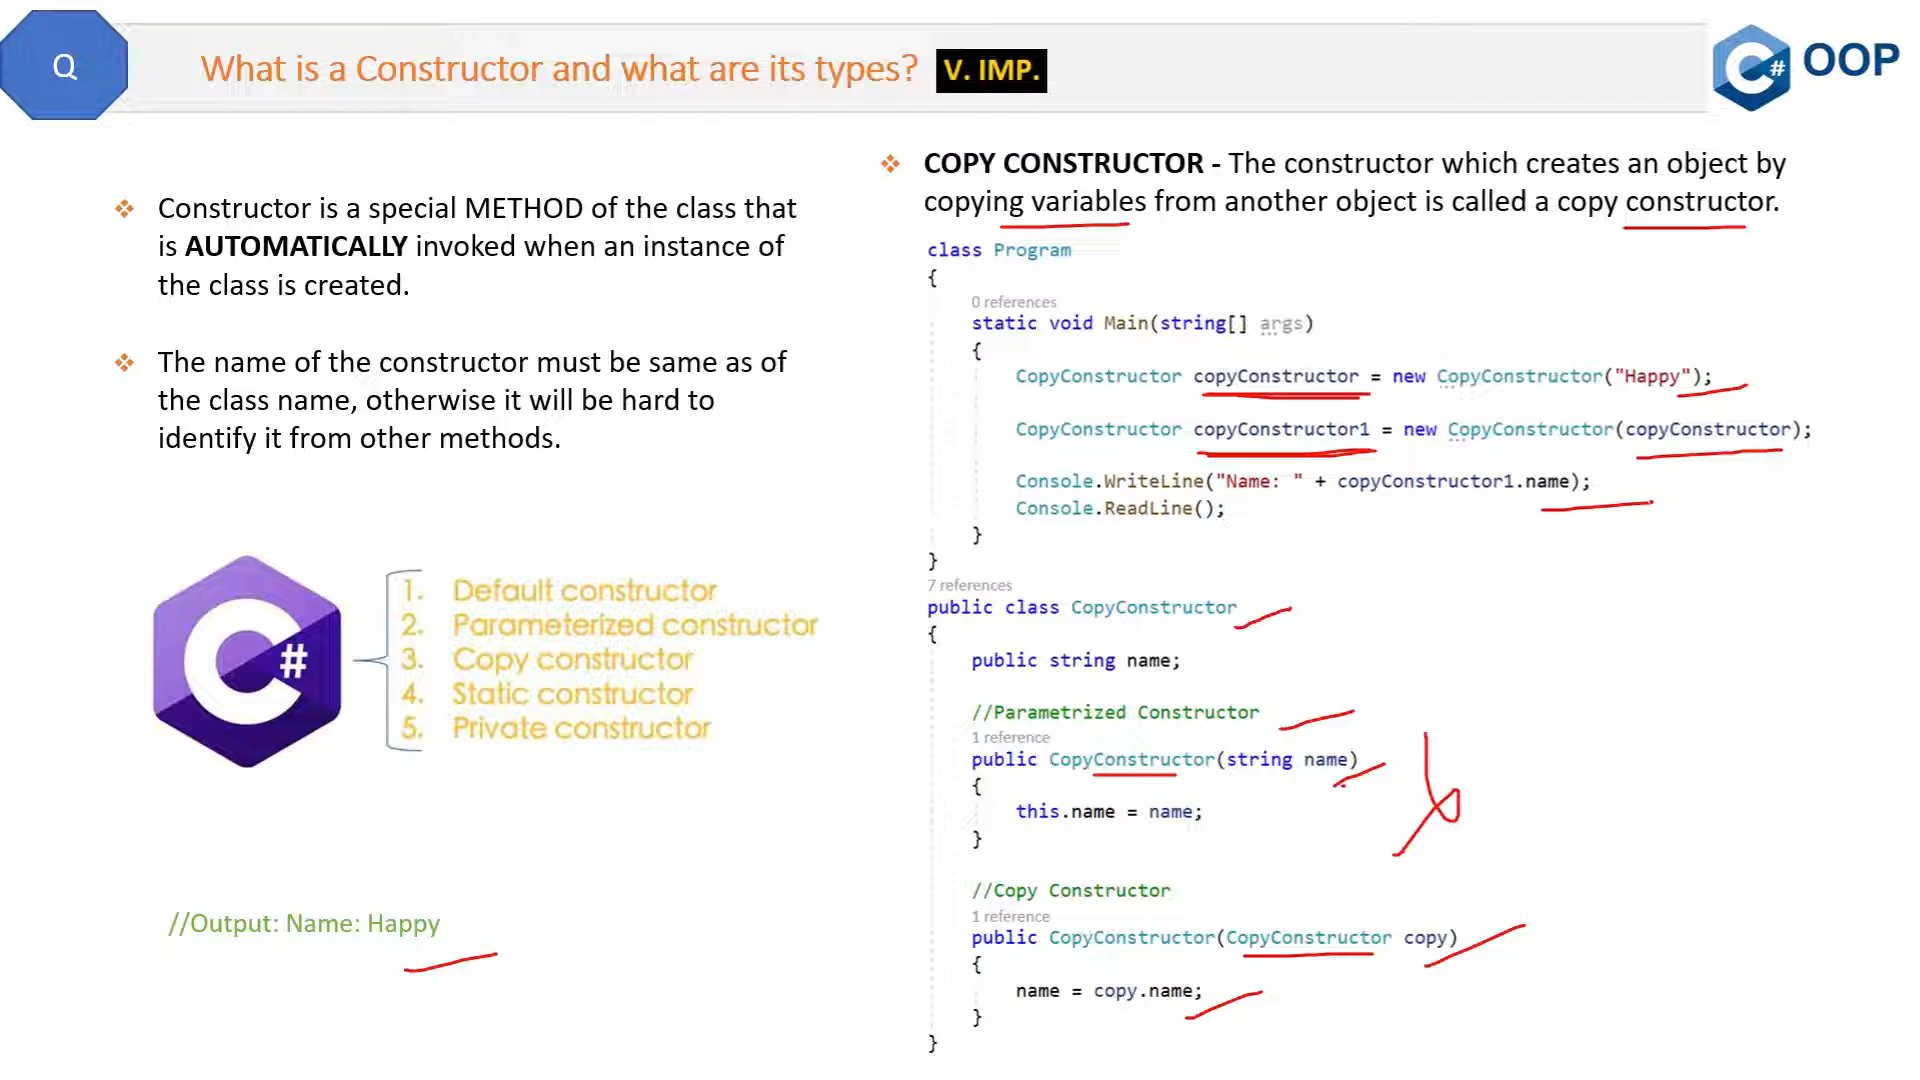 Q
What is a Constructor and what are its types?
V. IMP.
C# OOP
Constructor is a special METHOD of the class that
is AUTOMATICALLY invoked when an instance of
the class is created.
The name of the constructor must be same as of
the class name, otherwise it will be hard to
identify it from other methods.
C#
1. Default constructor
2. Parameterized constructor
3. Copy constructor
4. Static constructor
5. Private constructor
//Output: Name: Happy
COPY CONSTRUCTOR - The constructor which creates an object by
copying variables from another object is called a copy constructor.
class Program
{
0 references
static void Main(string[] args)
{
CopyConstructor copyConstructor = new CopyConstructor("Happy");
CopyConstructor copyConstructor1 = new CopyConstructor(copyConstructor);
Console.WriteLine("Name: " + copyConstructor1.name);
Console.ReadLine();
}
}
7 references
public class CopyConstructor
{
public string name;
//Parametrized Constructor
1 reference
public CopyConstructor(string name)
{
this.name = name;
}
//Copy Constructor
1 reference
public CopyConstructor(CopyConstructor copy)
{
name = copy.name;
}
}